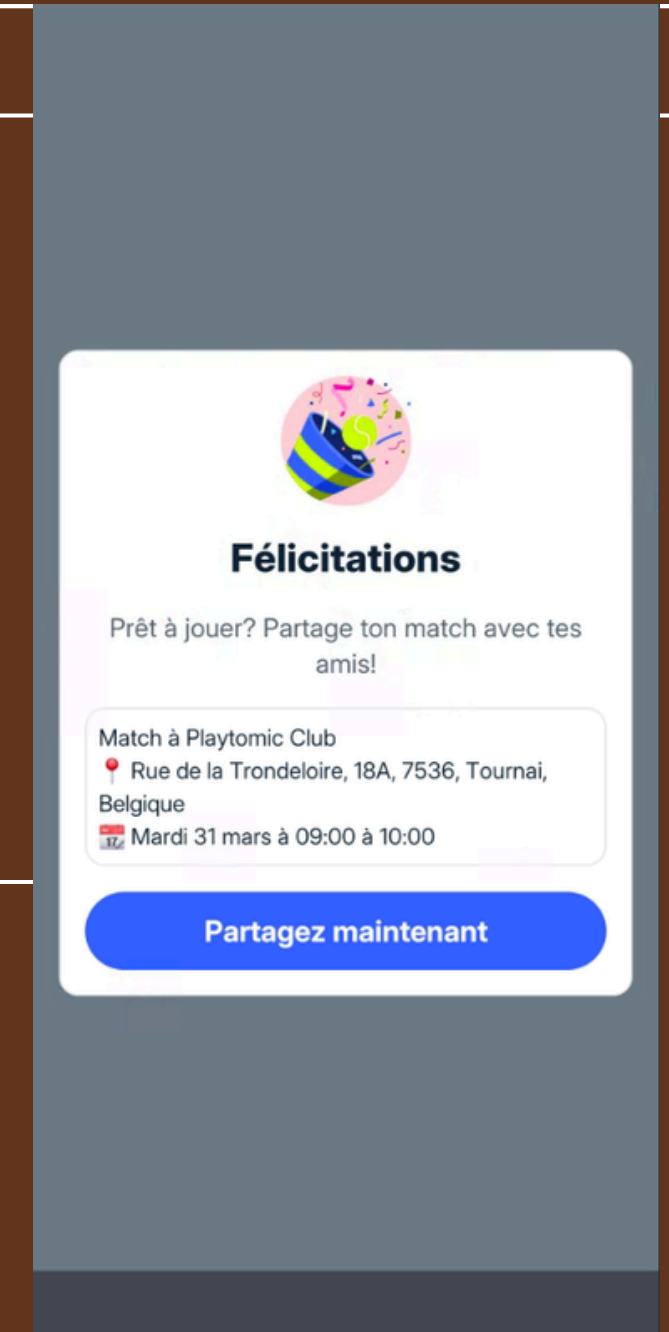 Félicitations
Prêt à jouer? Partage ton match avec tes
amis!
Match à Playtomic Club
📍 Rue de la Trondeloire, 18A, 7536, Tournai,
Belgique
📆 Mardi 31 mars à 09:00 à 10:00
Partagez maintenant